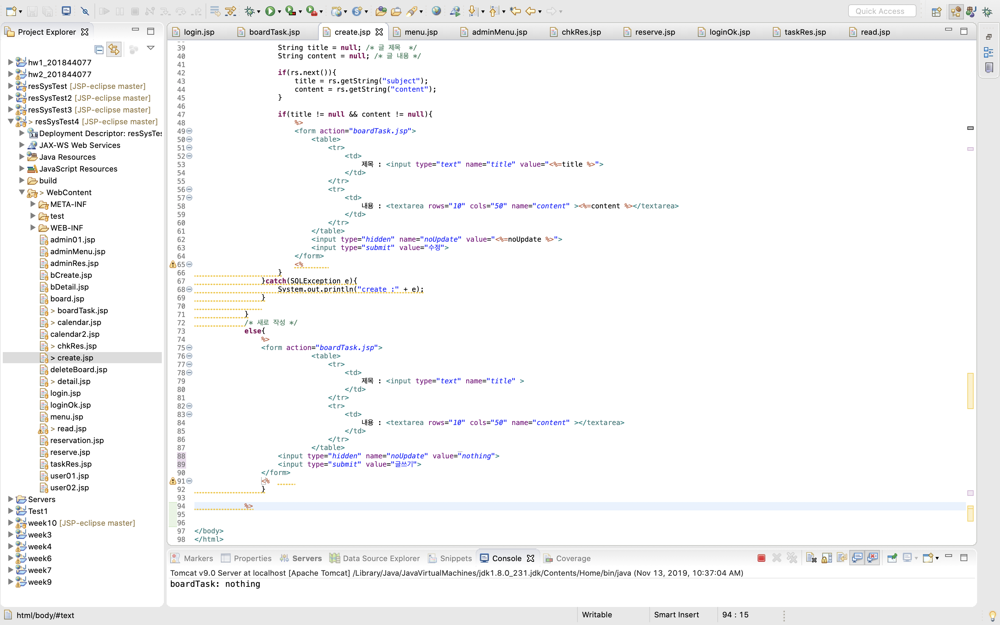 Quick Access
Project Explorer
hw1_201844077
hw2_201844077
resSysTest [JSP-eclipse master]
resSysTest2 [JSP-eclipse master]
resSysTest3 [JSP-eclipse master]
> resSysTest4 [JSP-eclipse master]
Deployment Descriptor: resSysTes
JAX-WS Web Services
Java Resources
JavaScript Resources
build
> WebContent
META-INF
test
WEB-INF
admin01.jsp
adminMenu.jsp
adminRes.jsp
bCreate.jsp
bDetail.jsp
board.jsp
> boardTask.jsp
> calendar.jsp
calendar2.jsp
> chkRes.jsp
> create.jsp
deleteBoard.jsp
> detail.jsp
login.jsp
loginOk.jsp
menu.jsp
> read.jsp
reservation.jsp
reserve.jsp
taskRes.jsp
user01.jsp
user02.jsp
Servers
Test1
week10 [JSP-eclipse master]
week3
week4
week6
week7
week9
login.jsp boardTask.jsp create.jsp menu.jsp adminMenu.jsp chkRes.jsp reserve.jsp loginOk.jsp taskRes.jsp read.jsp
39 String title = null; /* 글 제목 */
40 String content = null; /* 글 내용 */
41
42 if(rs.next()){
43 title = rs.getString("subject");
44 content = rs.getString("content");
45 }
46
47 if(title != null && content != null){
48 %>
49 <form action="boardTask.jsp">
50 <table>
51 <tr>
52 <td>
53 제목 : <input type="text" name="title" value="<%=title %>">
54 </td>
55 </tr>
56 <tr>
57 <td>
58 내용 : <textarea rows="10" cols="50" name="content" ><%=content %></textarea>
59 </td>
60 </tr>
61 </table>
62 <input type="hidden" name="noUpdate" value="<%=noUpdate %>">
63 <input type="submit" value="수정">
64 </form>
65 <%
66 }
67 }catch(SQLException e){
68 System.out.println("create :" + e);
69 }
70
71 }
72 /* 새로 작성 */
73 else{
74 %>
75 <form action="boardTask.jsp">
76 <table>
77 <tr>
78 <td>
79 제목 : <input type="text" name="title" >
80 </td>
81 </tr>
82 <tr>
83 <td>
84 내용 : <textarea rows="10" cols="50" name="content" ></textarea>
85 </td>
86 </tr>
87 </table>
88 <input type="hidden" name="noUpdate" value="nothing">
89 <input type="submit" value="글쓰기">
90 </form>
91 <%
92 }
93
94 %>
95
96
97 </body>
98 </html>
Markers Properties Servers Data Source Explorer Snippets Console Coverage
Tomcat v9.0 Server at localhost [Apache Tomcat] /Library/Java/JavaVirtualMachines/jdk1.8.0_231.jdk/Contents/Home/bin/java (Nov 13, 2019, 10:37:04 AM)
boardTask: nothing
html/body/#text Writable Smart Insert 94 : 15